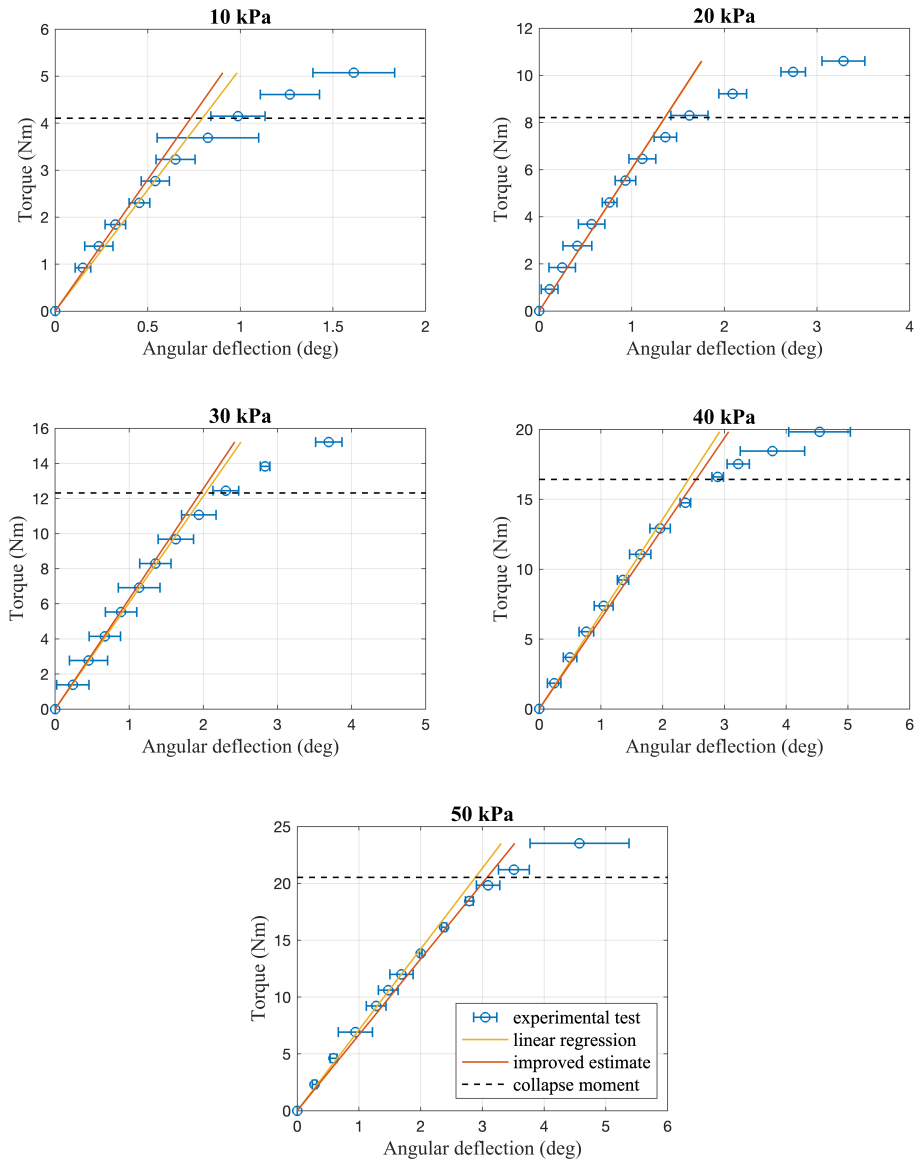 10 kPa
6
5
4
3
2
1
0
Torque (Nm)
0 0.5 1 1.5 2
Angular deflection (deg)
20 kPa
12
10
8
6
4
2
0
Torque (Nm)
0 1 2 3 4
Angular deflection (deg)
30 kPa
16
14
12
10
8
6
4
2
0
Torque (Nm)
0 1 2 3 4 5
Angular deflection (deg)
40 kPa
20
15
10
5
0
Torque (Nm)
0 1 2 3 4 5 6
Angular deflection (deg)
50 kPa
25
20
15
10
5
0
Torque (Nm)
experimental test
linear regression
improved estimate
collapse moment
0 1 2 3 4 5 6
Angular deflection (deg)